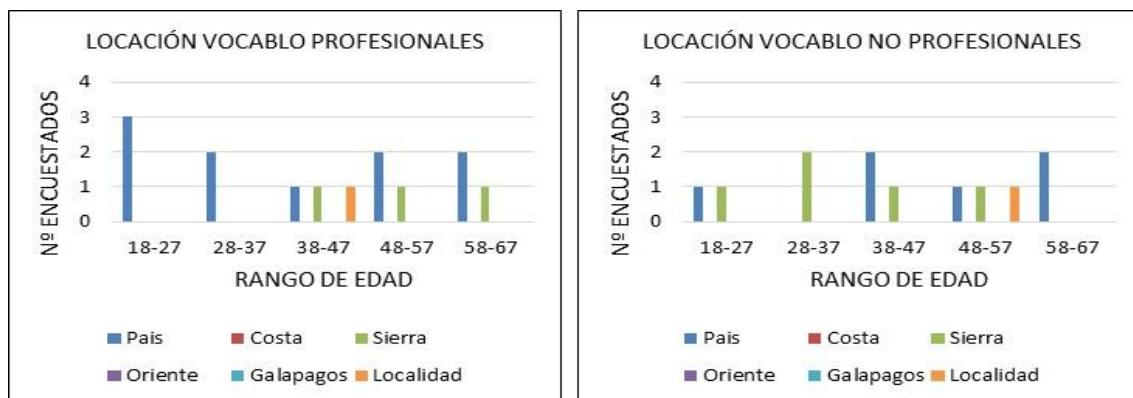 LOCACIÓN VOCABLO PROFESIONALES
Nº ENCUESTADOS
4
3
2
1
0
18-27 28-37 38-47 48-57 58-67
RANGO DE EDAD
Pais Costa Sierra
Oriente Galapagos Localidad
LOCACIÓN VOCABLO NO PROFESIONALES
Nº ENCUESTADOS
4
3
2
1
0
18-27 28-37 38-47 48-57 58-67
RANGO DE EDAD
Pais Costa Sierra
Oriente Galapagos Localidad